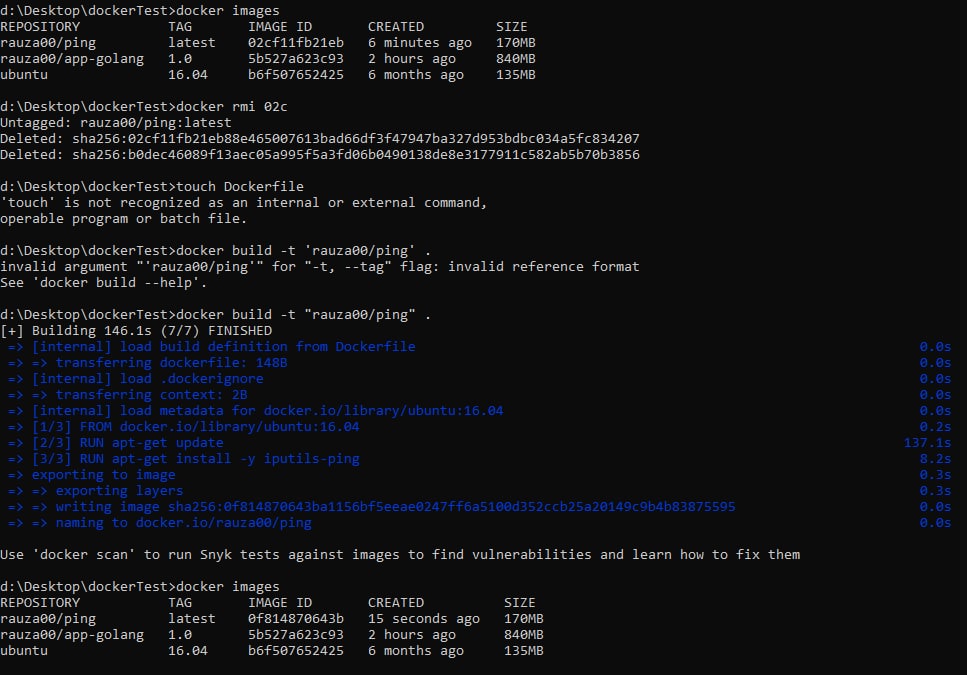 d:\Desktop\dockerTest>docker images
REPOSITORY           TAG       IMAGE ID       CREATED         SIZE
rauza00/ping         latest    02cf11fb21eb   6 minutes ago   170MB
rauza00/app-golang   1.0       5b527a623c93   2 hours ago     840MB
ubuntu               16.04     b6f507652425   6 months ago    135MB
d:\Desktop\dockerTest>docker rmi 02c
Untagged: rauza00/ping:latest
Deleted: sha256:02cf11fb21eb88e465007613bad66df3f47947ba327d953bdbc034a5fc834207
Deleted: sha256:b0dec46089f13aec05a995f5a3fd06b0490138de8e3177911c582ab5b70b3856
d:\Desktop\dockerTest>touch Dockerfile
'touch' is not recognized as an internal or external command,
operable program or batch file.
d:\Desktop\dockerTest>docker build -t 'rauza00/ping' .
invalid argument "'rauza00/ping'" for "-t, --tag" flag: invalid reference format
See 'docker build --help'.
d:\Desktop\dockerTest>docker build -t "rauza00/ping" .
[+] Building 146.1s (7/7) FINISHED
=> [internal] load build definition from Dockerfile 0.0s
=> => transferring dockerfile: 148B 0.0s
=> [internal] load .dockerignore 0.0s
=> => transferring context: 2B 0.0s
=> [internal] load metadata for docker.io/library/ubuntu:16.04 0.0s
=> [1/3] FROM docker.io/library/ubuntu:16.04 0.2s
=> [2/3] RUN apt-get update 137.1s
=> [3/3] RUN apt-get install -y iputils-ping 8.2s
=> exporting to image 0.3s
=> => exporting layers 0.3s
=> => writing image sha256:0f814870643ba1156bf5eeae0247ff6a5100d352ccb25a20149c9b4b83875595 0.0s
=> => naming to docker.io/rauza00/ping 0.0s
Use 'docker scan' to run Snyk tests against images to find vulnerabilities and learn how to fix them
d:\Desktop\dockerTest>docker images
REPOSITORY           TAG       IMAGE ID       CREATED          SIZE
rauza00/ping         latest    0f814870643b   15 seconds ago   170MB
rauza00/app-golang   1.0       5b527a623c93   2 hours ago      840MB
ubuntu               16.04     b6f507652425   6 months ago     135MB